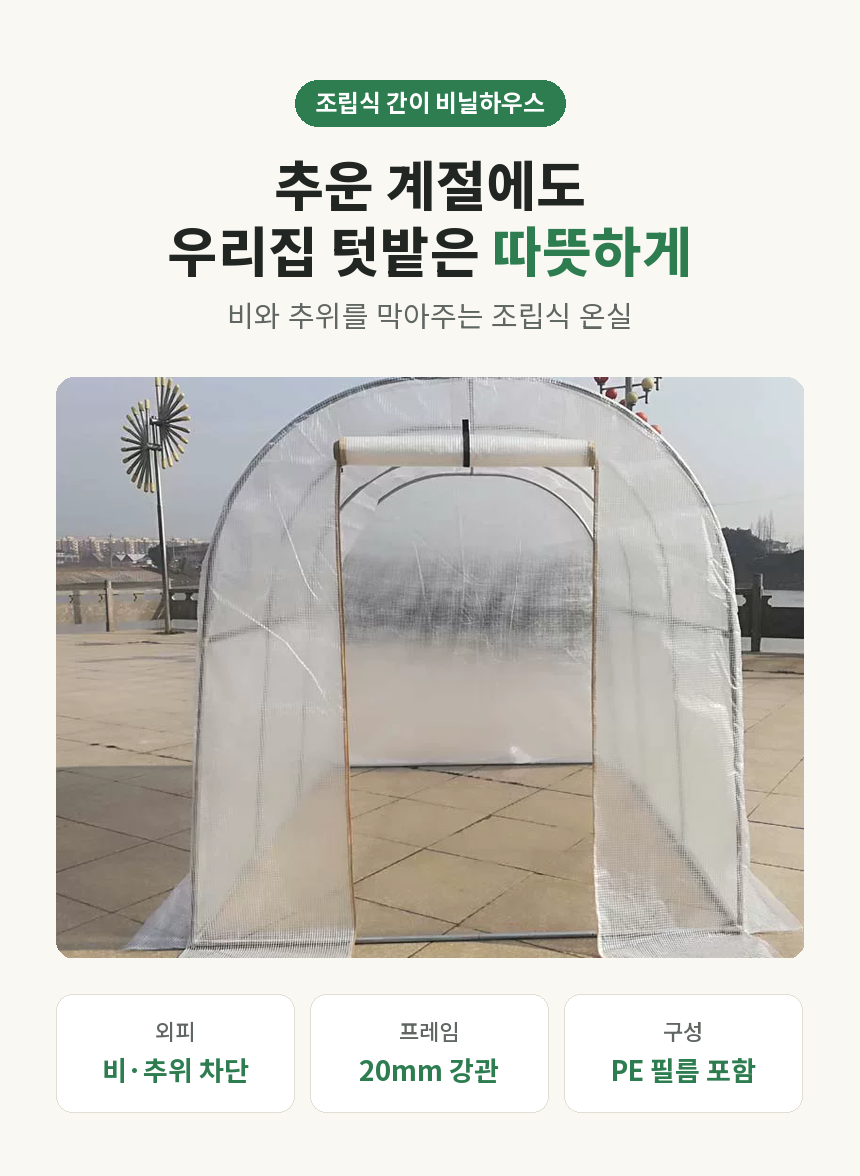 조립식 간이 비닐하우스
추운 계절에도
우리집 텃밭은 따뜻하게
비와 추위를 막아주는 조립식 온실
외피
비·추위 차단
프레임
20mm 강관
구성
PE 필름 포함